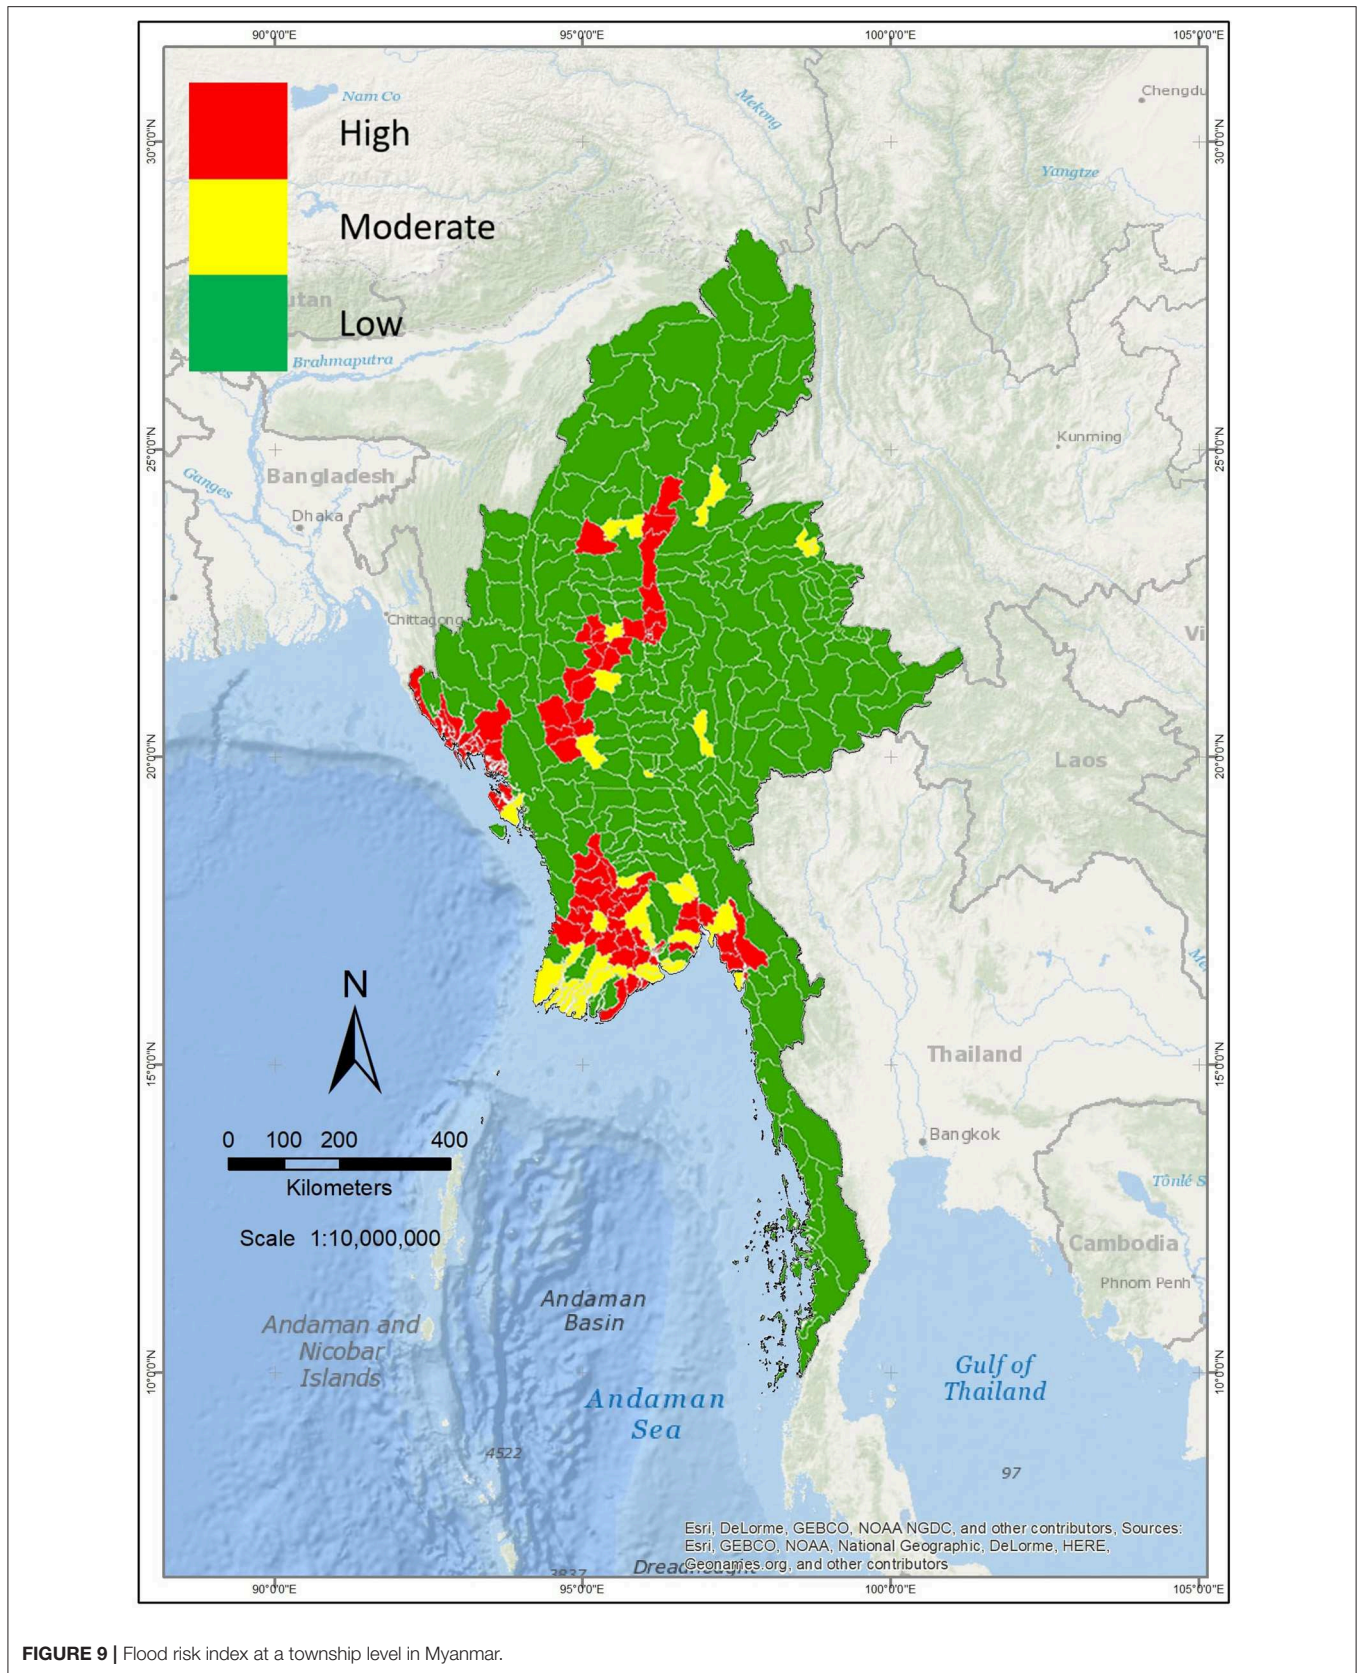 90°0'0"E 95°0'0"E 100°0'0"E 105°0'0"E
High
Moderate
Low
Nam Co
Mekong
Chengdu
Yangtze
30°0'0"N
30°0'0"N
utan
Brahmaputra
25°0'0"N
25°0'0"N
Kunming
Ganges
Bangladesh
Dhaka
Chittagong
Vi
20°0'0"N
20°0'0"N
Laos
Me
N
15°0'0"N
15°0'0"N
Thailand
Bangkok
0 100 200 400
Kilometers
Scale 1:10,000,000
Tônlé S
Cambodia
Phnom Penh
Andaman
Basin
Andaman and
Nicobar
Islands
10°0'0"N
10°0'0"N
Gulf of
Thailand
Andaman
Sea
4522
97
Esri, DeLorme, GEBCO, NOAA NGDC, and other contributors, Sources:
Esri, GEBCO, NOAA, National Geographic, DeLorme, HERE,
Geonames.org, and other contributors
3837
Dreadnought
90°0'0"E 95°0'0"E 100°0'0"E 105°0'0"E
FIGURE 9 | Flood risk index at a township level in Myanmar.